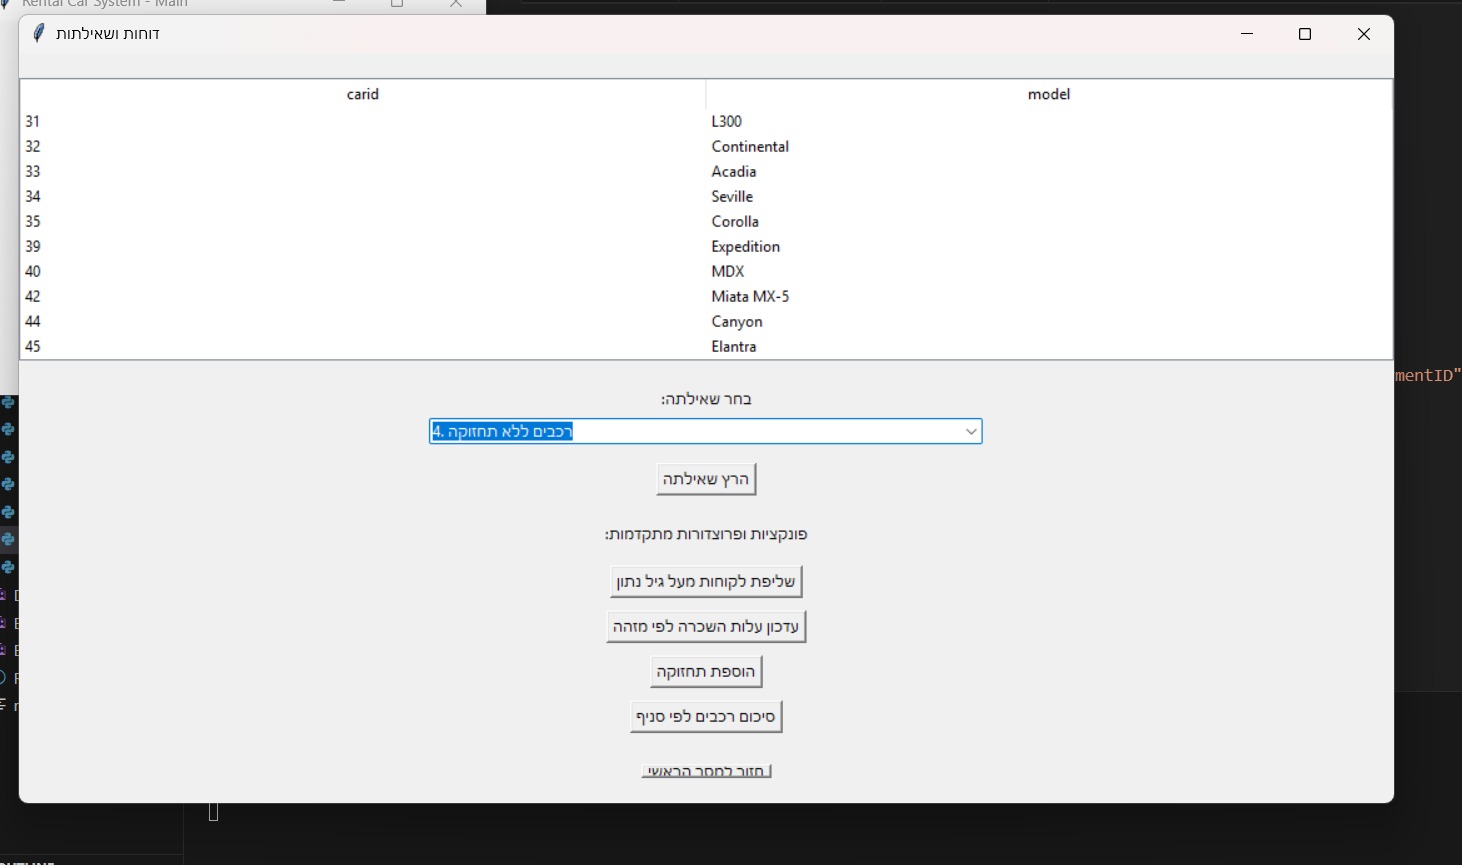 Rental Car System - Main
דוחות ושאילתות
carid model
31 L300
32 Continental
33 Acadia
34 Seville
35 Corolla
39 Expedition
40 MDX
42 Miata MX-5
44 Canyon
45 Elantra
mentID"
בחר שאילתה:
4. רכבים ללא תחזוקה
הרץ שאילתה
פונקציות ופרוצדורות מתקדמות:
שליפת לקוחות מעל גיל נתון
עדכון עלות השכרה לפי מזהה
הוספת תחזוקה
סיכום רכבים לפי סניף
חזור למסך הראשי